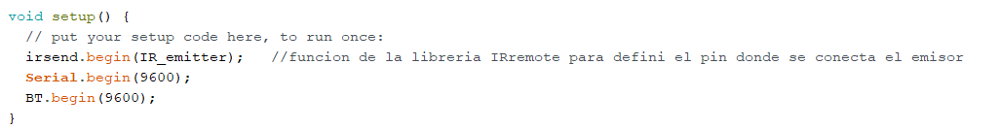 void setup() {
// put your setup code here, to run once:
irsend.begin(IR_emitter);   //funcion de la libreria IRremote para defini el pin donde se conecta el emisor
Serial.begin(9600);
BT.begin(9600);
}